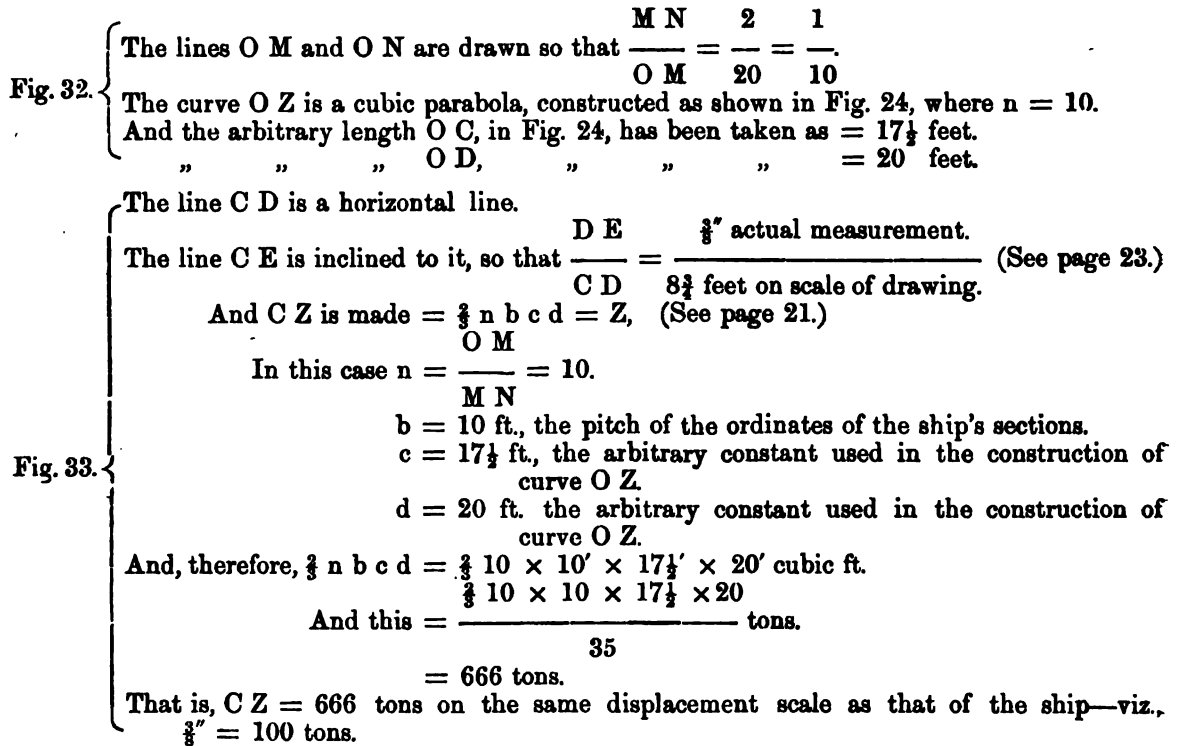 M N 2 1
The lines O M and O N are drawn so that —— = — = —.
O M 20 10
Fig. 32.
The curve O Z is a cubic parabola, constructed as shown in Fig. 24, where n = 10.
And the arbitrary length O C, in Fig. 24, has been taken as = 17½ feet.
„ „ „ O D, „ „ „ = 20 feet.
The line C D is a horizontal line.
D E ⅜″ actual measurement.
The line C E is inclined to it, so that —— = —————— (See page 23.)
C D 8¾ feet on scale of drawing.
And C Z is made = ⅔ n b c d = Z, (See page 21.)
O M
In this case n = —— = 10.
M N
b = 10 ft., the pitch of the ordinates of the ship's sections.
Fig. 33.
c = 17½ ft., the arbitrary constant used in the construction of
curve O Z.
d = 20 ft. the arbitrary constant used in the construction of
curve O Z.
And, therefore, ⅔ n b c d = ⅔ 10 × 10′ × 17½′ × 20′ cubic ft.
⅔ 10 × 10 × 17½ × 20
And this = —————— tons.
35
= 666 tons.
That is, C Z = 666 tons on the same displacement scale as that of the ship—viz.,
⅜″ = 100 tons.